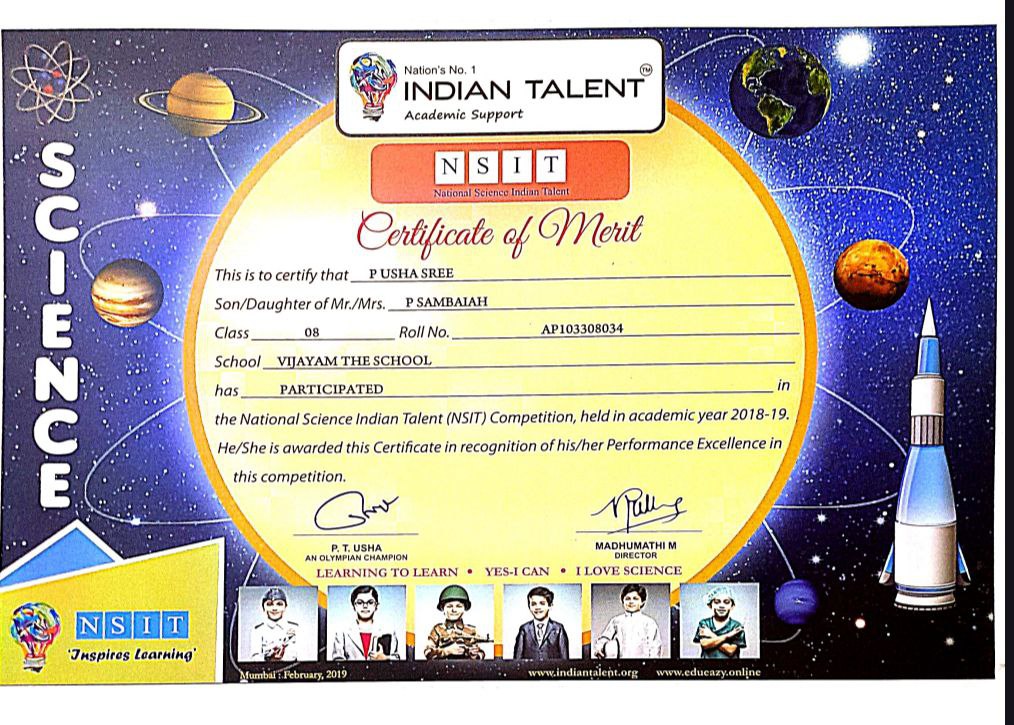 Nation's No. 1
INDIAN TALENT™
Academic Support
N S I T
National Science Indian Talent
Certificate of Merit
SCIENCE
This is to certify that P USHA SREE
Son/Daughter of Mr./Mrs. P SAMBAIAH
Class 08 Roll No. AP103308034
School VIJAYAM THE SCHOOL
has PARTICIPATED in
the National Science Indian Talent (NSIT) Competition, held in academic year 2018-19.
He/She is awarded this Certificate in recognition of his/her Performance Excellence in
this competition.
P. T. USHA
AN OLYMPIAN CHAMPION
MADHUMATHI M
DIRECTOR
LEARNING TO LEARN • YES-I CAN • I LOVE SCIENCE
N S I T
'Inspires Learning'
Mumbai : February, 2019
www.indiantalent.org www.edueazy.online